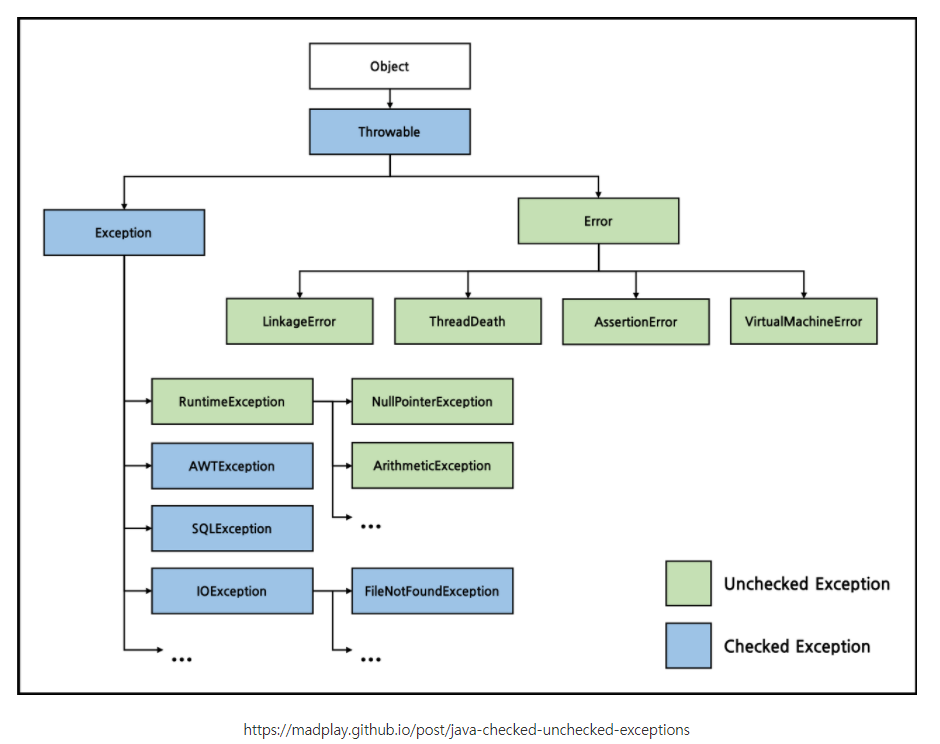 Object
Throwable
Exception
Error
LinkageError
ThreadDeath
AssertionError
VirtualMachineError
RuntimeException
NullPointerException
AWTException
ArithmeticException
SQLException
...
IOException
FileNotFoundException
...
...
Unchecked Exception
Checked Exception
https://madplay.github.io/post/java-checked-unchecked-exceptions